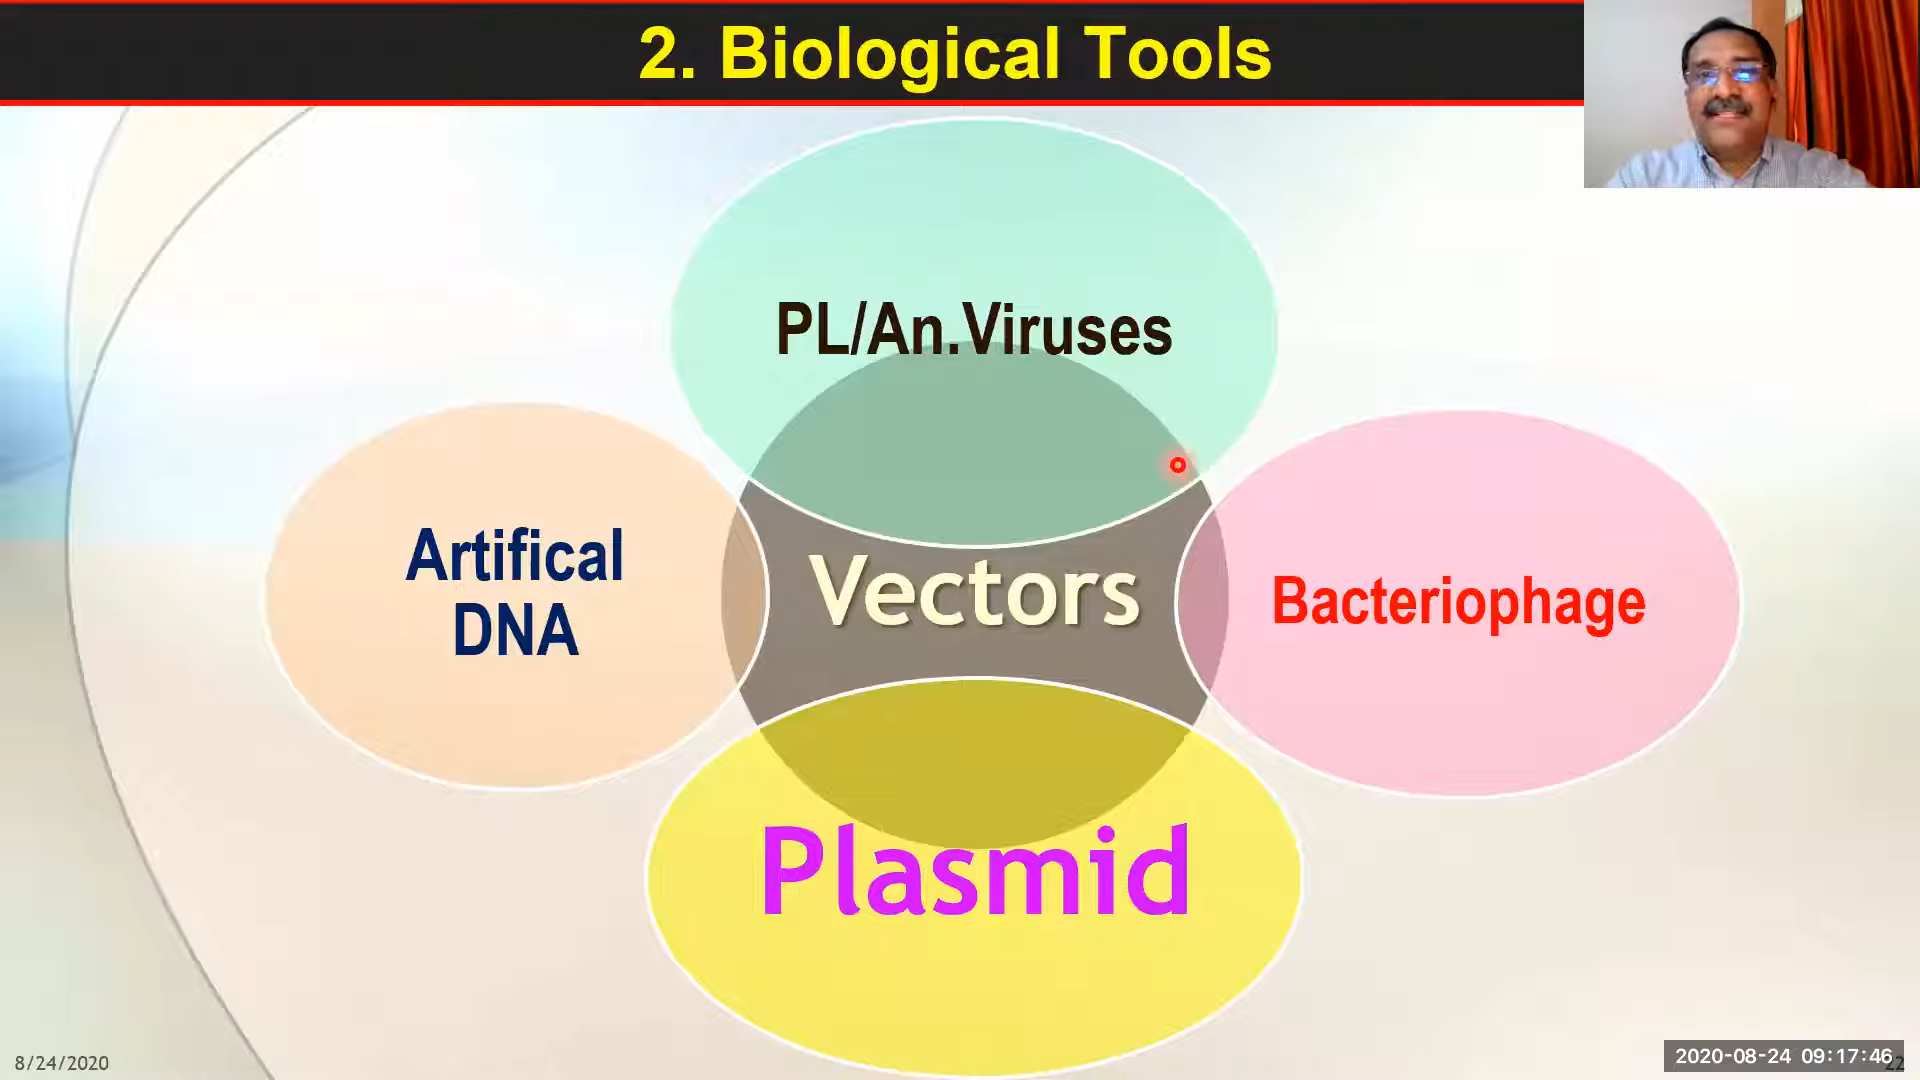 2. Biological Tools
PL/An.Viruses
Artifical
DNA
Vectors
Bacteriophage
Plasmid
8/24/2020
2020-08-24 09:17:46
22